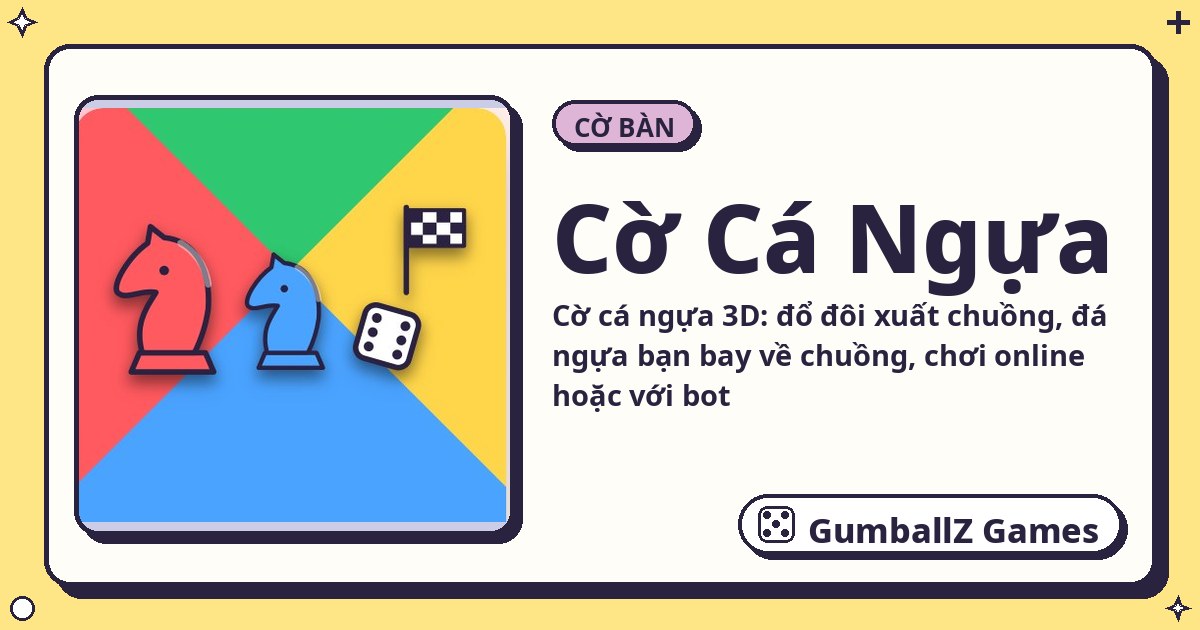 CỜ BÀN
Cờ Cá Ngựa
Cờ cá ngựa 3D: đổ đôi xuất chuồng, đá
ngựa bạn bay về chuồng, chơi online
hoặc với bot
GumballZ Games